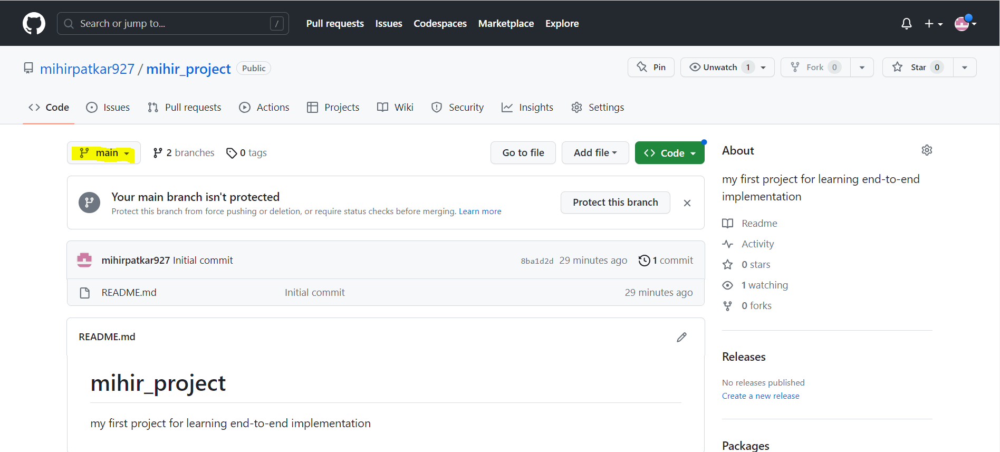 Search or jump to... /
Pull requests Issues Codespaces Marketplace Explore
mihirpatkar927 / mihir_project Public
Pin Unwatch 1 Fork 0 Star 0
Code Issues Pull requests Actions Projects Wiki Security Insights Settings
main 2 branches 0 tags Go to file Add file Code
Your main branch isn't protected
Protect this branch from force pushing or deletion, or require status checks before merging. Learn more
Protect this branch
mihirpatkar927 Initial commit 8ba1d2d 29 minutes ago 1 commit
README.md Initial commit 29 minutes ago
README.md
mihir_project
my first project for learning end-to-end implementation
About
my first project for learning end-to-end
implementation
Readme
Activity
0 stars
1 watching
0 forks
Releases
No releases published
Create a new release
Packages